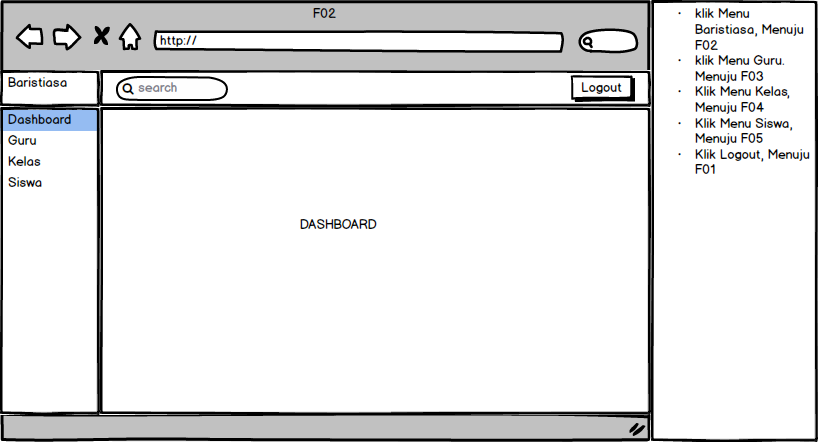 F02
http://
Baristiasa
search
Logout
Dashboard
Guru
Kelas
Siswa
DASHBOARD
· klik Menu
Baristiasa, Menuju
F02
· klik Menu Guru.
Menuju F03
· Klik Menu Kelas,
Menuju F04
· Klik Menu Siswa,
Menuju F05
· Klik Logout, Menuju
F01